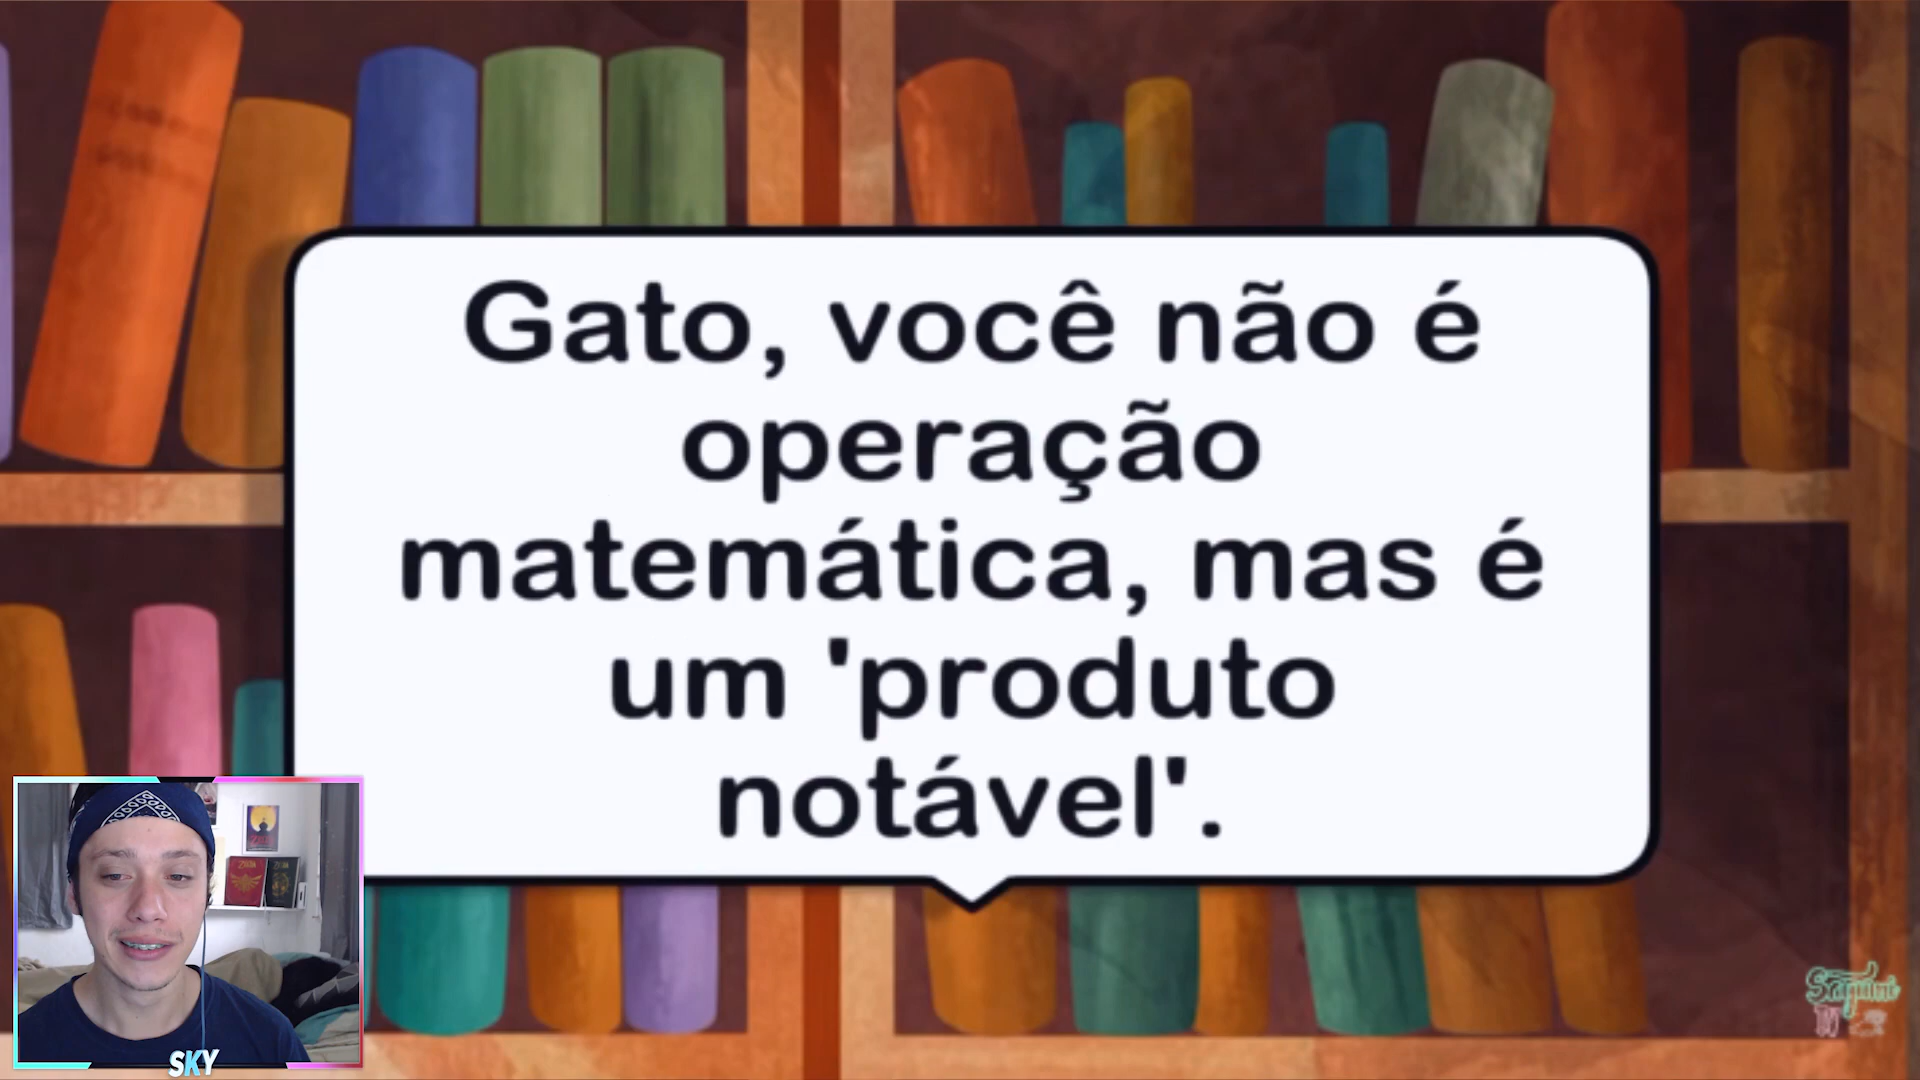 Gato, você não é
operação
matemática, mas é
um 'produto
notável'.
SKY